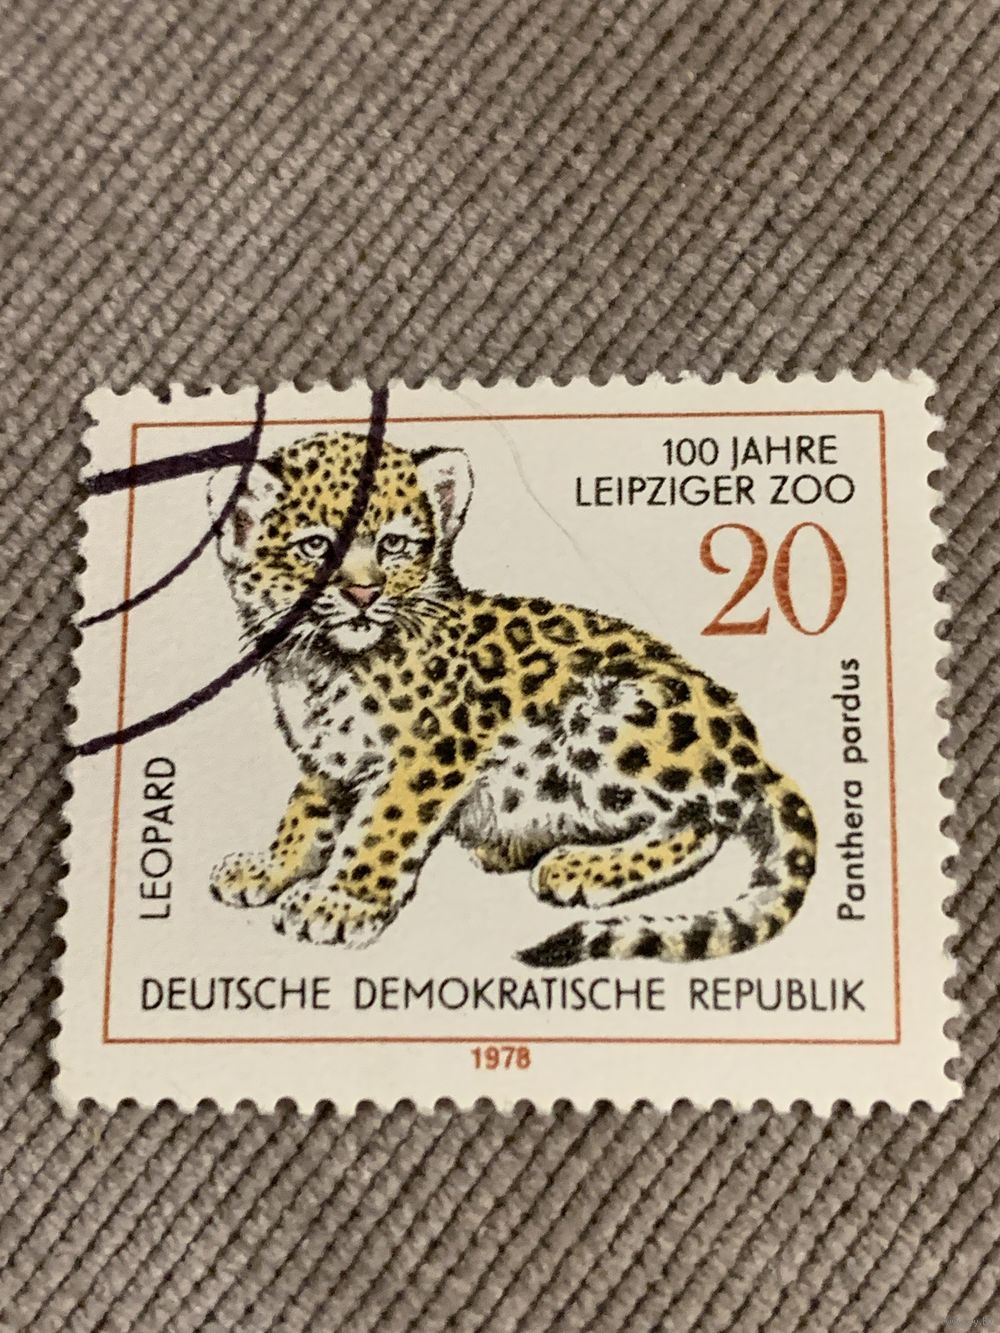 100 JAHRE
LEIPZIGER ZOO
20
LEOPARD
Panthera pardus
DEUTSCHE DEMOKRATISCHE REPUBLIK
1978